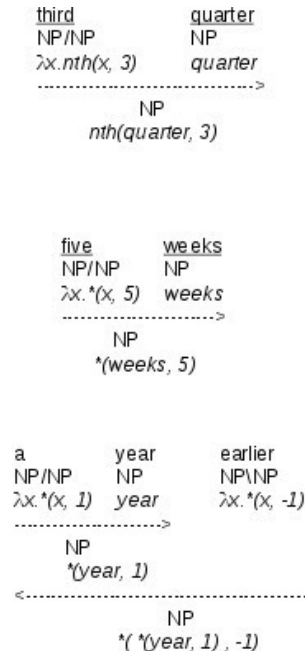 third quarter
NP/NP NP
λx.nth(x, 3) quarter
--------------------------------->
NP
nth(quarter, 3)
five weeks
NP/NP NP
λx.*(x, 5) weeks
------------------------>
NP
*(weeks, 5)
a year earlier
NP/NP NP NP\NP
λx.*(x, 1) year λx.*(x, -1)
---------------------->
NP
*(year, 1)
<-------------------------------------------
NP
*( *(year, 1) , -1)